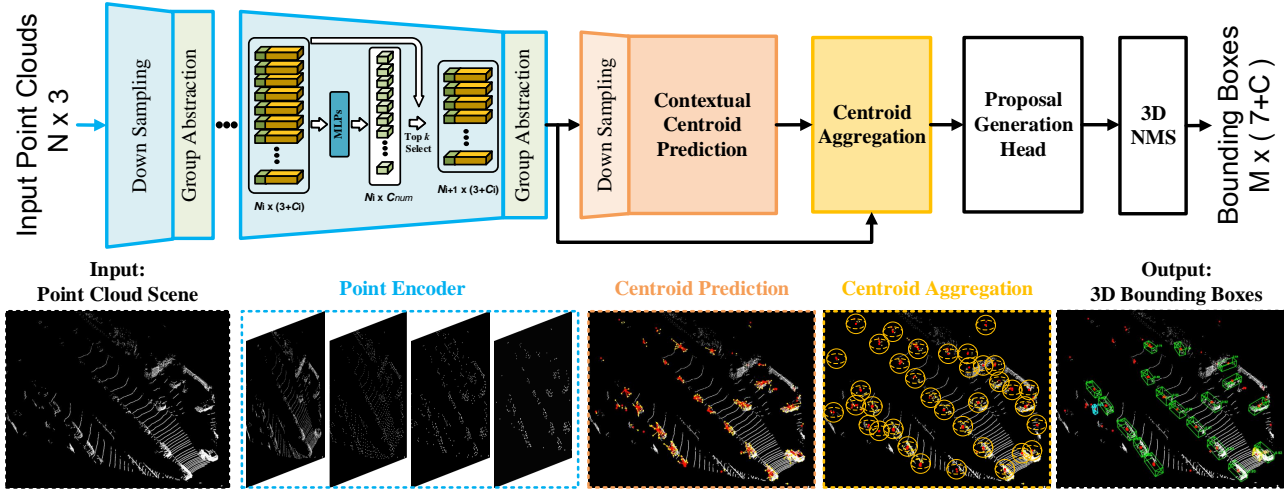 Input Point Clouds
N x 3
Down Sampling
Group Abstraction
Ni x (3+Ci)
MLPs
Ni x Cnum
Top k
Select
Ni+1 x (3+Ci)
Group Abstraction
Down Sampling
Contextual
Centroid
Prediction
Centroid
Aggregation
Proposal
Generation
Head
3D
NMS
Bounding Boxes
M x ( 7+C )
Input:
Point Cloud Scene
Point Encoder
Centroid Prediction
Centroid Aggregation
Output:
3D Bounding Boxes